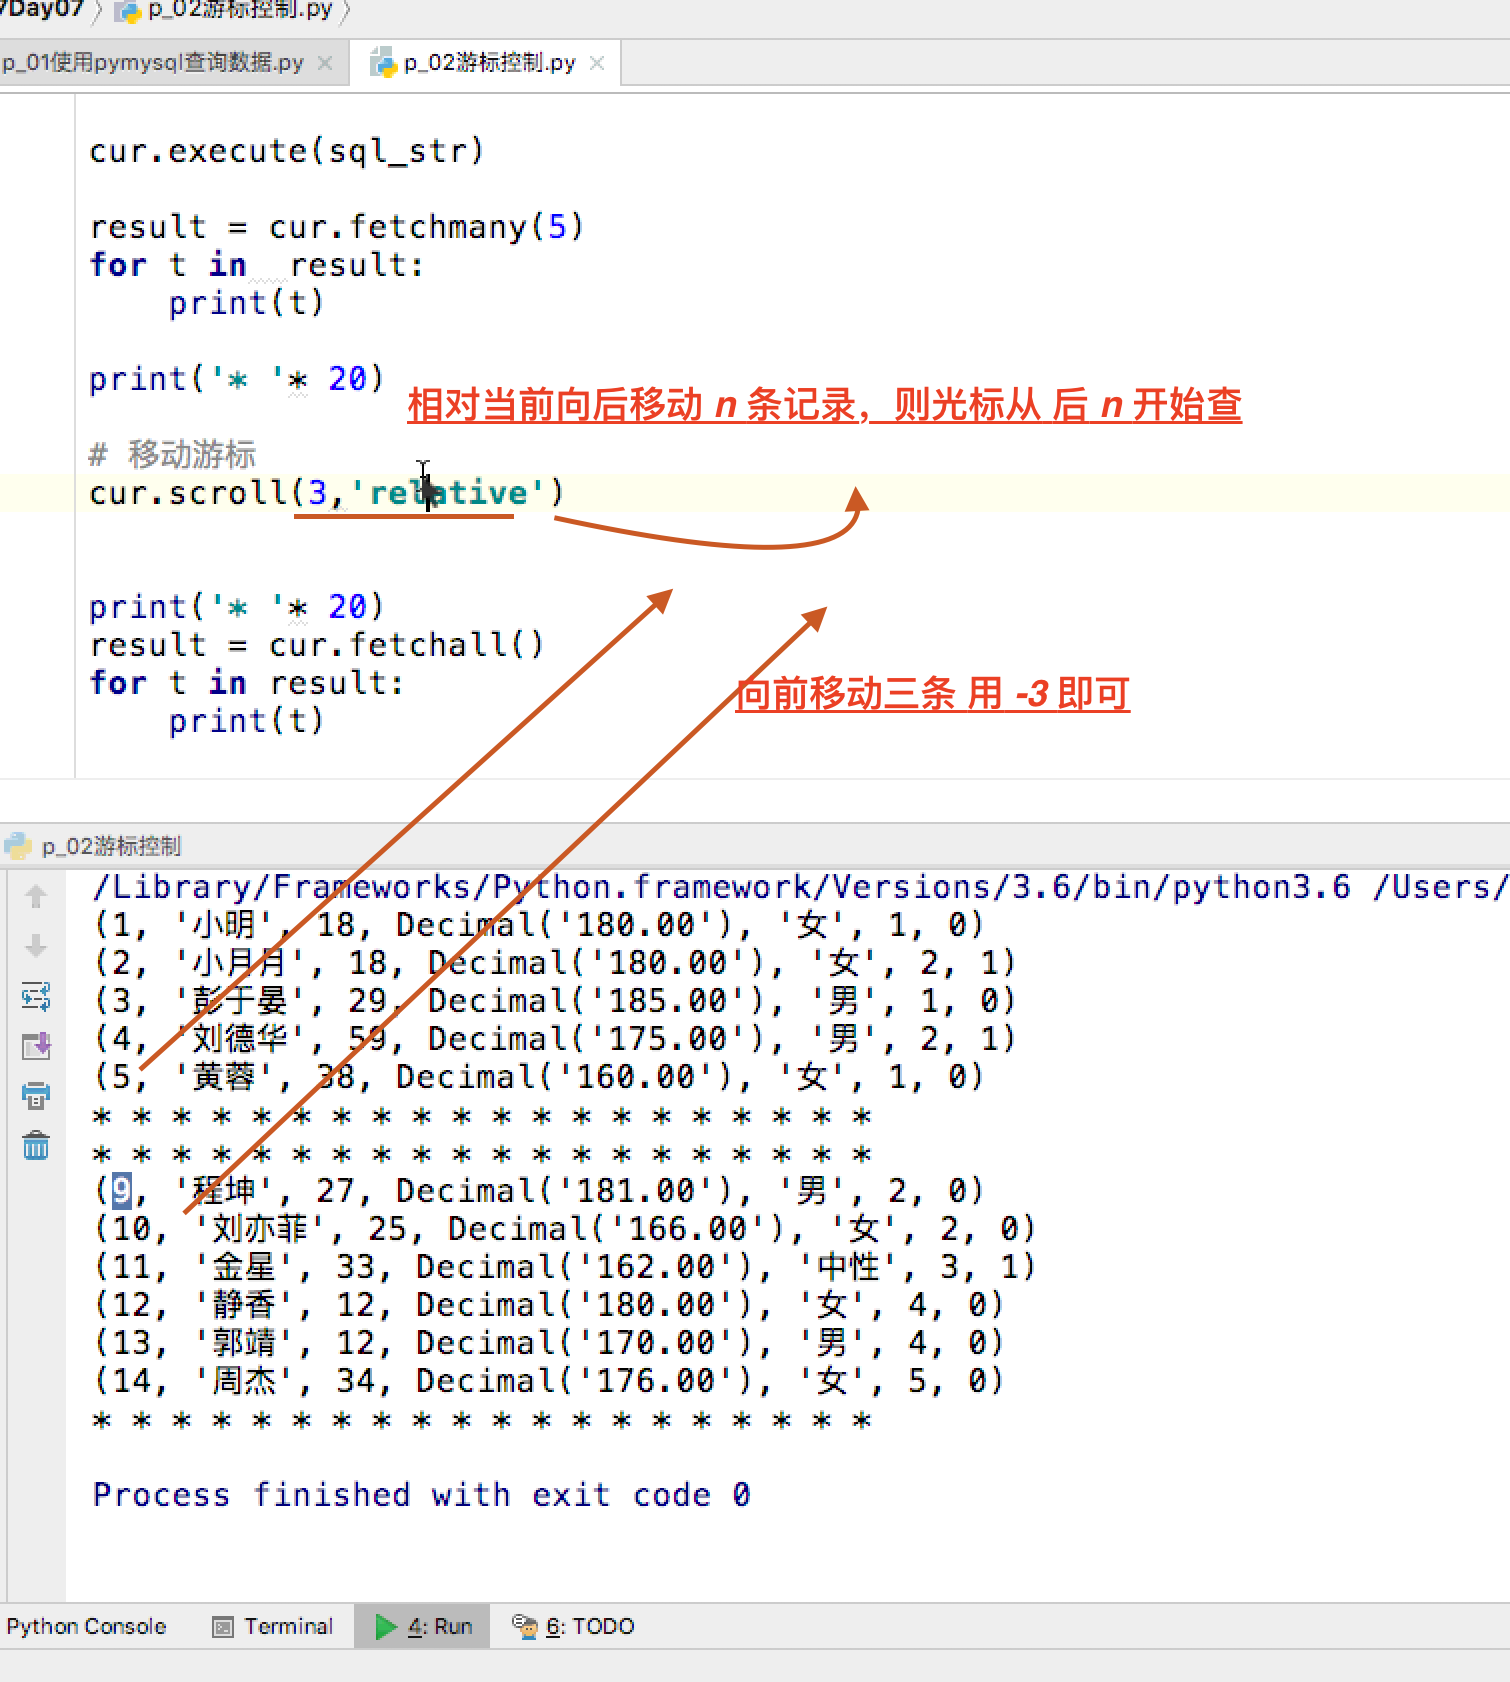 7Day07 p_02游标控制.py
p_01使用pymysql查询数据.py p_02游标控制.py
cur.execute(sql_str)
result = cur.fetchmany(5)
for t in  result:
    print(t)
print('* '* 20)
相对当前向后移动 n 条记录，则光标从 后 n 开始查
# 移动游标
cur.scroll(3,'relative')
print('* '* 20)
result = cur.fetchall()
for t in result:
向前移动三条 用 -3 即可
    print(t)
p_02游标控制
/Library/Frameworks/Python.framework/Versions/3.6/bin/python3.6 /Users/
(1, '小明', 18, Decimal('180.00'), '女', 1, 0)
(2, '小月月', 18, Decimal('180.00'), '女', 2, 1)
(3, '彭于晏', 29, Decimal('185.00'), '男', 1, 0)
(4, '刘德华', 59, Decimal('175.00'), '男', 2, 1)
(5, '黄蓉', 38, Decimal('160.00'), '女', 1, 0)
* * * * * * * * * * * * * * * * * * * *
* * * * * * * * * * * * * * * * * * * *
(9, '程坤', 27, Decimal('181.00'), '男', 2, 0)
(10, '刘亦菲', 25, Decimal('166.00'), '女', 2, 0)
(11, '金星', 33, Decimal('162.00'), '中性', 3, 1)
(12, '静香', 12, Decimal('180.00'), '女', 4, 0)
(13, '郭靖', 12, Decimal('170.00'), '男', 4, 0)
(14, '周杰', 34, Decimal('176.00'), '女', 5, 0)
* * * * * * * * * * * * * * * * * * * *
Process finished with exit code 0
Python Console Terminal 4: Run 6: TODO